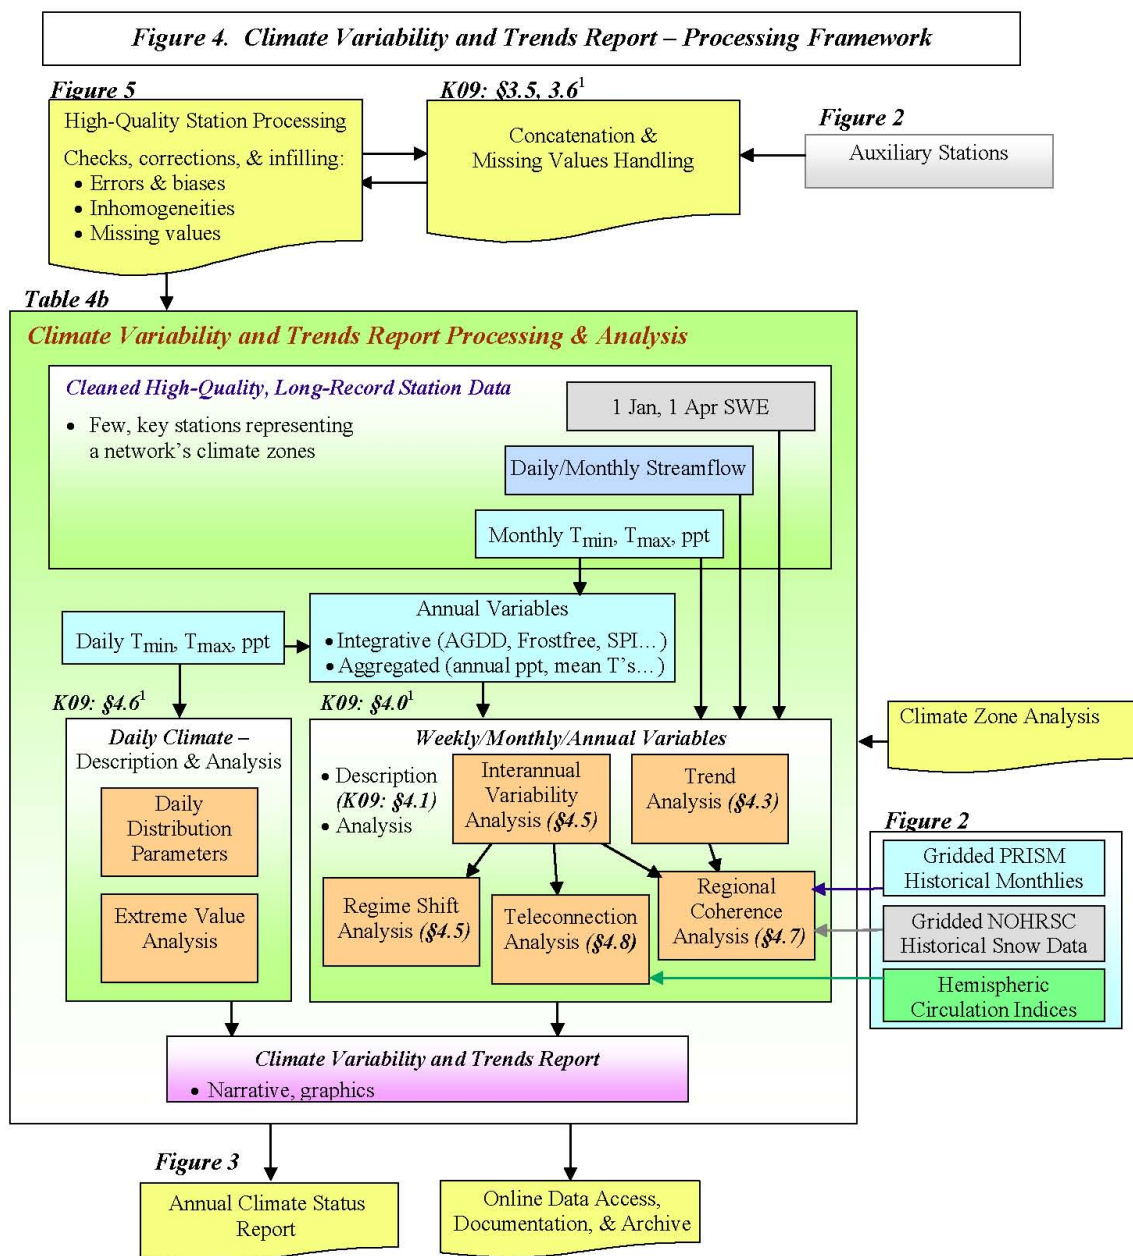 Figure 4. Climate Variability and Trends Report – Processing Framework
Figure 5
High-Quality Station Processing
Checks, corrections, & infilling:
• Errors & biases
• Inhomogeneities
• Missing values
K09: §3.5, 3.6¹
Concatenation &
Missing Values Handling
Figure 2
Auxiliary Stations
Table 4b
Climate Variability and Trends Report Processing & Analysis
Cleaned High-Quality, Long-Record Station Data
• Few, key stations representing
a network's climate zones
1 Jan, 1 Apr SWE
Daily/Monthly Streamflow
Monthly Tmin, Tmax, ppt
Daily Tmin, Tmax, ppt
Annual Variables
• Integrative (AGDD, Frostfree, SPI…)
• Aggregated (annual ppt, mean T's…)
K09: §4.6¹
Daily Climate –
Description & Analysis
Daily
Distribution
Parameters
Extreme Value
Analysis
K09: §4.0¹
Weekly/Monthly/Annual Variables
• Description
(K09: §4.1)
• Analysis
Interannual
Variability
Analysis (§4.5)
Trend
Analysis (§4.3)
Regime Shift
Analysis (§4.5)
Teleconnection
Analysis (§4.8)
Regional
Coherence
Analysis (§4.7)
Climate Zone Analysis
Figure 2
Gridded PRISM
Historical Monthlies
Gridded NOHRSC
Historical Snow Data
Hemispheric
Circulation Indices
Climate Variability and Trends Report
• Narrative, graphics
Figure 3
Annual Climate Status
Report
Online Data Access,
Documentation, & Archive